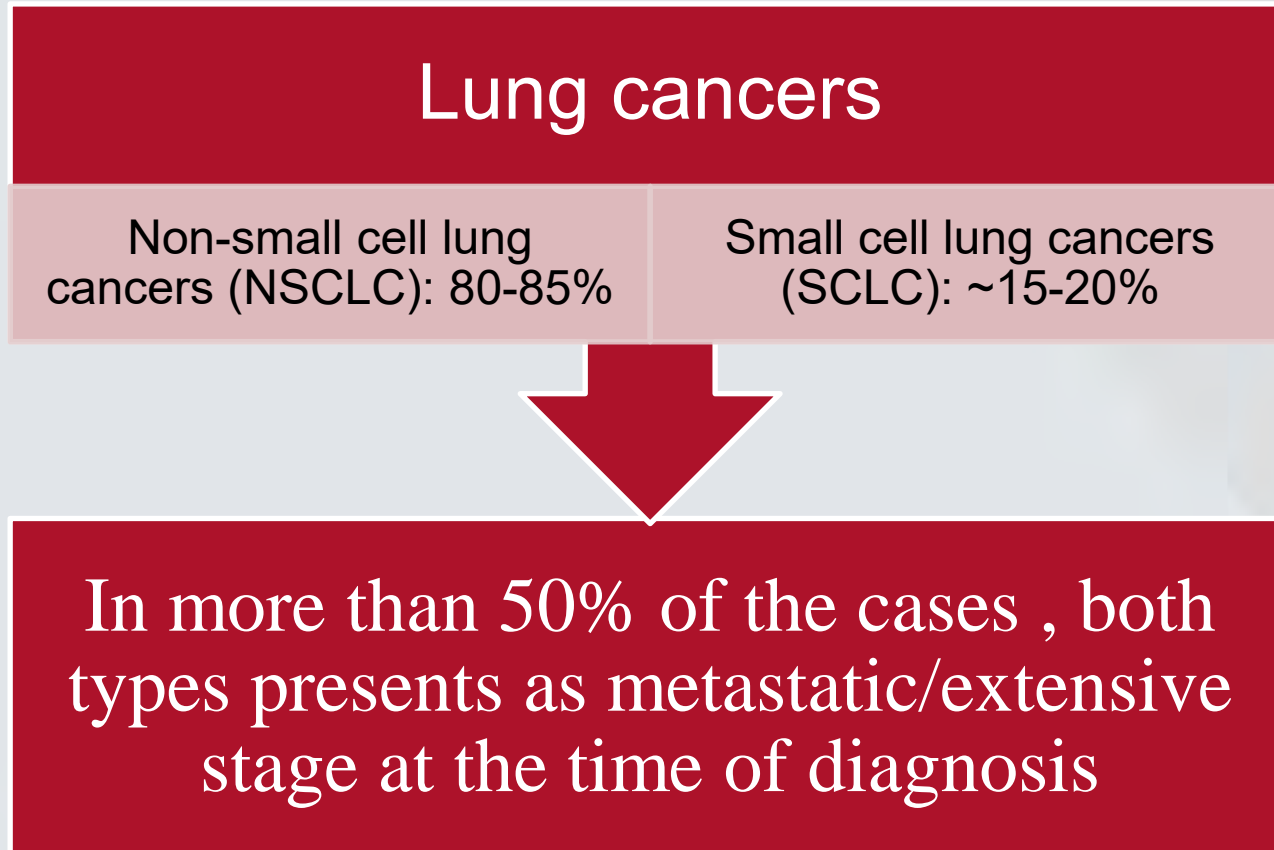 Lung cancers
Non-small cell lung
cancers (NSCLC): 80-85%
Small cell lung cancers
(SCLC): ~15-20%
In more than 50% of the cases , both
types presents as metastatic/extensive
stage at the time of diagnosis